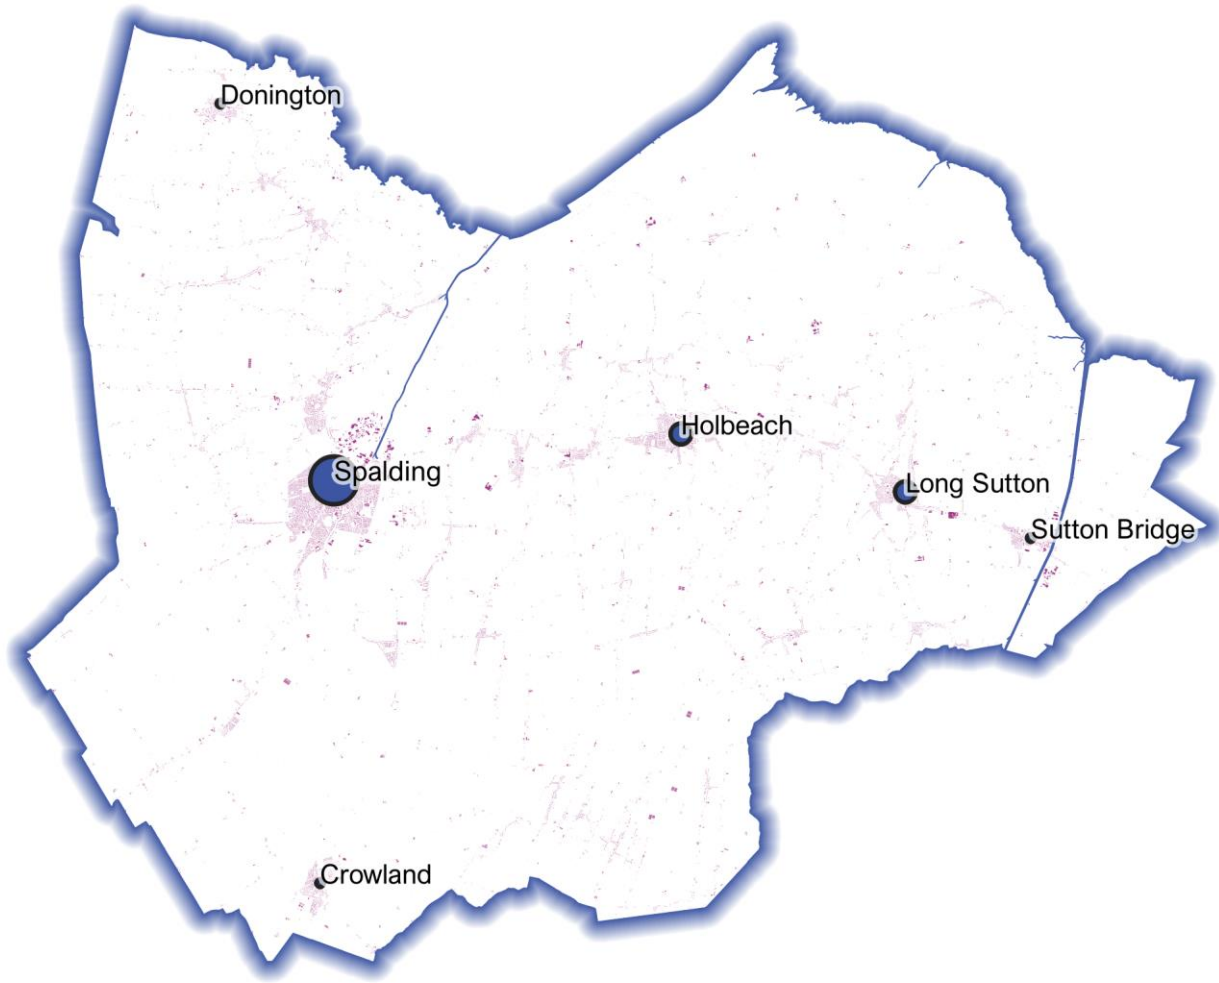 Donington
Holbeach
Spalding
Long Sutton
Sutton Bridge
Crowland